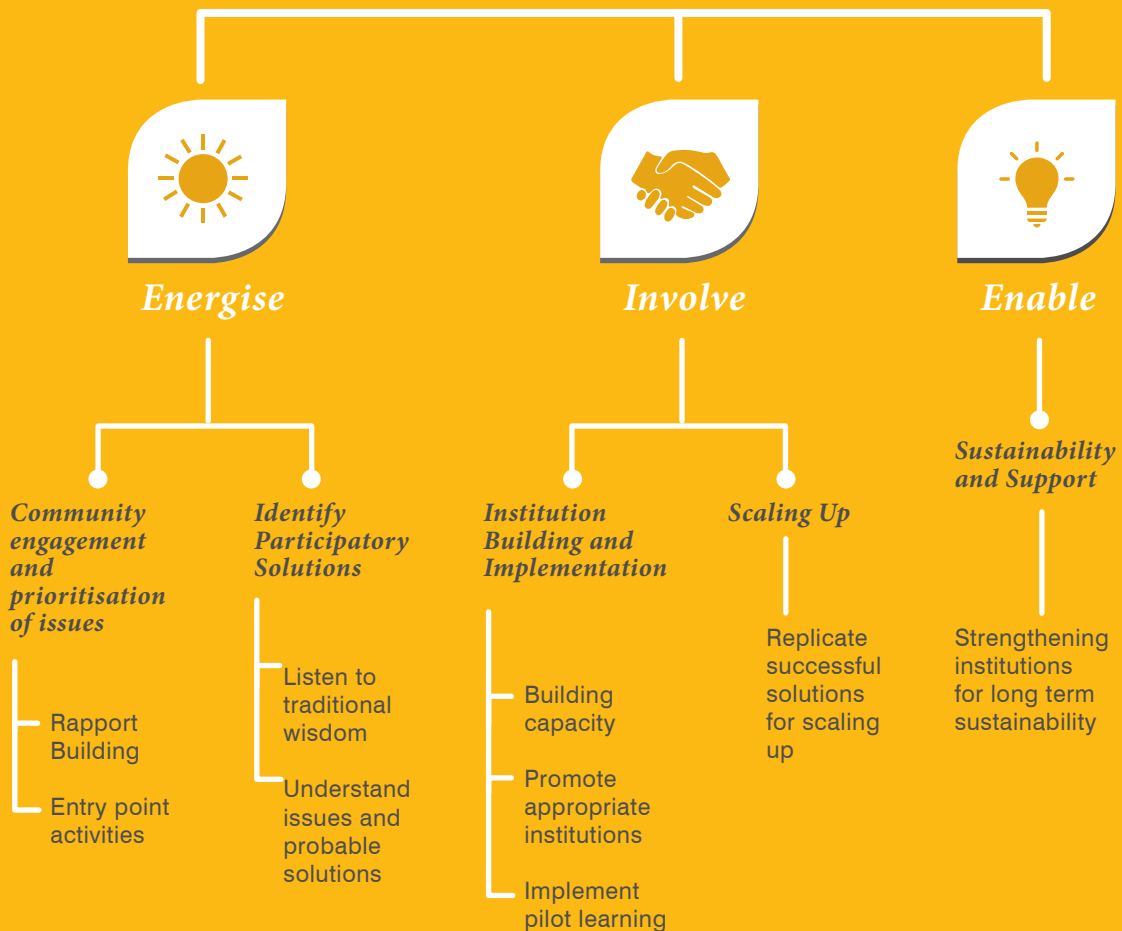 Energise
Involve
Enable
Community
engagement
and
prioritisation
of issues
Rapport
Building
Entry point
activities
Identify
Participatory
Solutions
Listen to
traditional
wisdom
Understand
issues and
probable
solutions
Institution
Building and
Implementation
Building
capacity
Promote
appropriate
institutions
Implement
pilot learning
Scaling Up
Replicate
successful
solutions
for scaling
up
Sustainability
and Support
Strengthening
institutions
for long term
sustainability